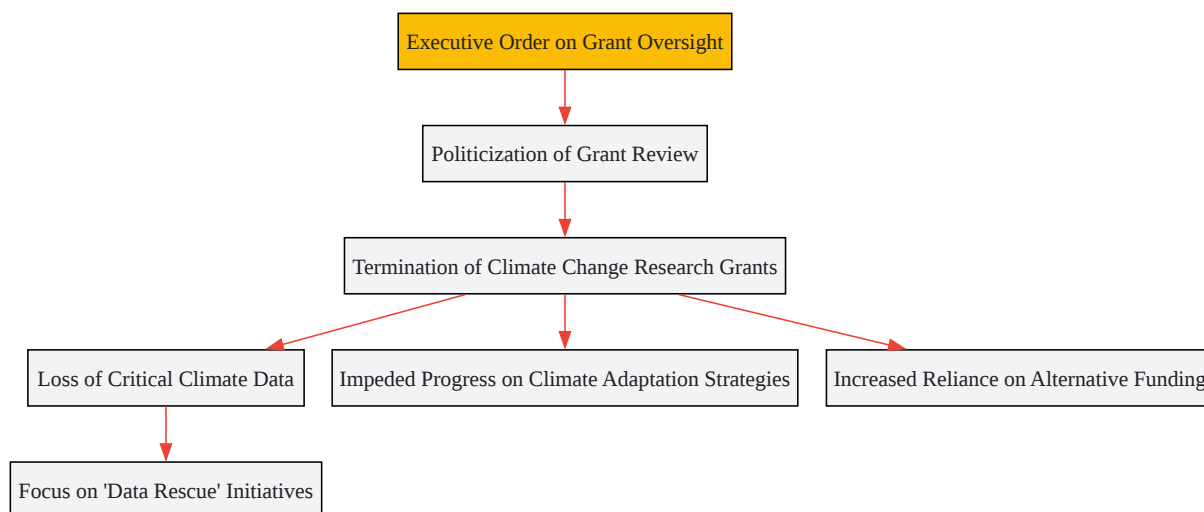 Executive Order on Grant Oversight
Politicization of Grant Review
Termination of Climate Change Research Grants
Loss of Critical Climate Data
Impeded Progress on Climate Adaptation Strategies
Increased Reliance on Alternative Funding
Focus on 'Data Rescue' Initiatives